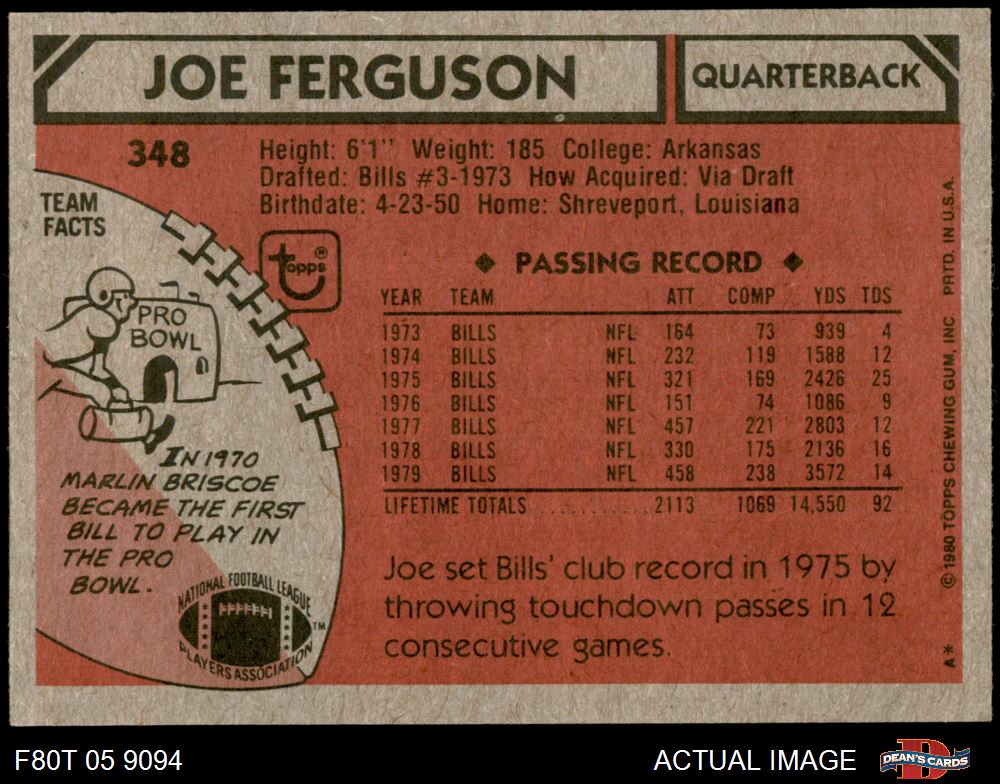 JOE FERGUSON
QUARTERBACK
348
Height: 6'1" Weight: 185 College: Arkansas
Drafted: Bills #3-1973 How Acquired: Via Draft
Birthdate: 4-23-50 Home: Shreveport, Louisiana
TEAM
FACTS
topps®
PRO
BOWL
IN 1970
MARLIN BRISCOE
BECAME THE FIRST
BILL TO PLAY IN
THE PRO
BOWL.
NATIONAL FOOTBALL LEAGUE
PLAYERS ASSOCIATION
TM
◆ PASSING RECORD ◆
YEAR TEAM ATT COMP YDS TDS
1973 BILLS NFL 164 73 939 4
1974 BILLS NFL 232 119 1588 12
1975 BILLS NFL 321 169 2426 25
1976 BILLS NFL 151 74 1086 9
1977 BILLS NFL 457 221 2803 12
1978 BILLS NFL 330 175 2136 16
1979 BILLS NFL 458 238 3572 14
LIFETIME TOTALS .......... 2113 1069 14,550 92
Joe set Bills' club record in 1975 by
throwing touchdown passes in 12
consecutive games.
A* © 1980 TOPPS CHEWING GUM, INC PRTD. IN U.S.A.
F80T 05 9094
ACTUAL IMAGE
DEAN'S CARDS